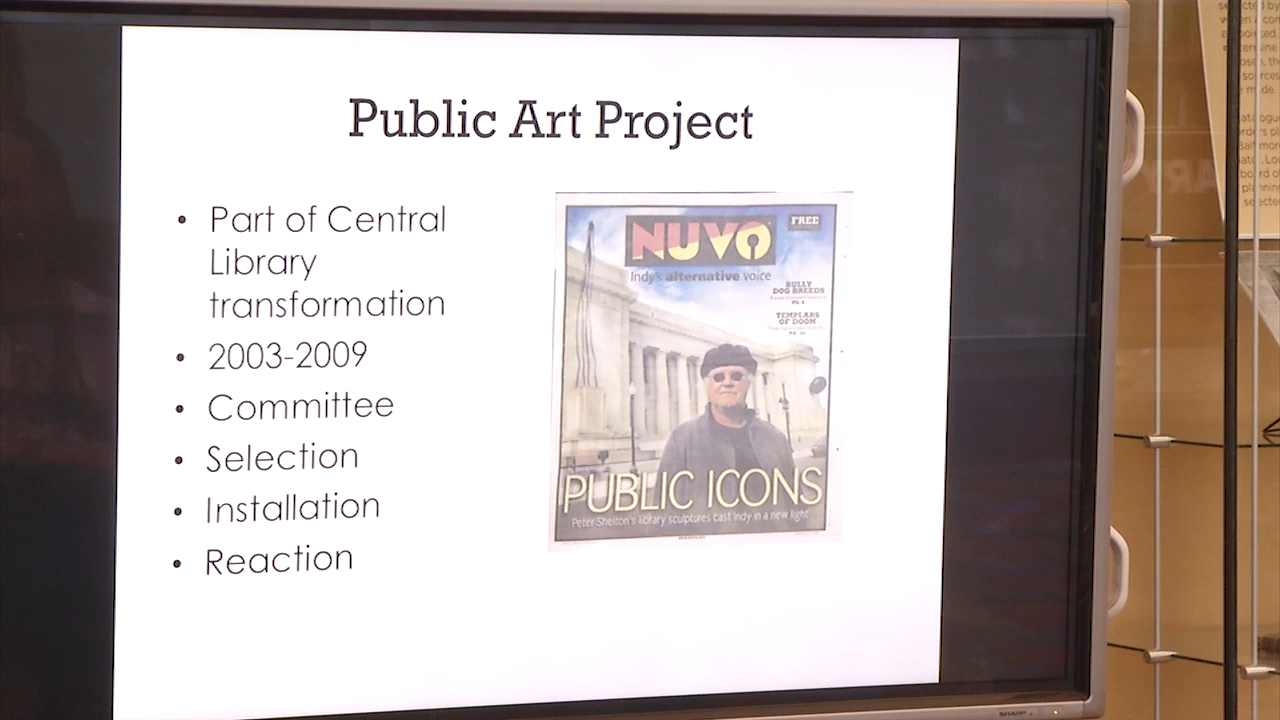 Public Art Project
• Part of Central
Library
transformation
• 2003-2009
• Committee
• Selection
• Installation
• Reaction
FREE
NUVO
Indy's alternative voice
BULLY
DOG BREEDS
TEMPLARS
OF DOOM
PUBLIC ICONS
Peter Shelton's library sculptures cast Indy in a new light
SHARP